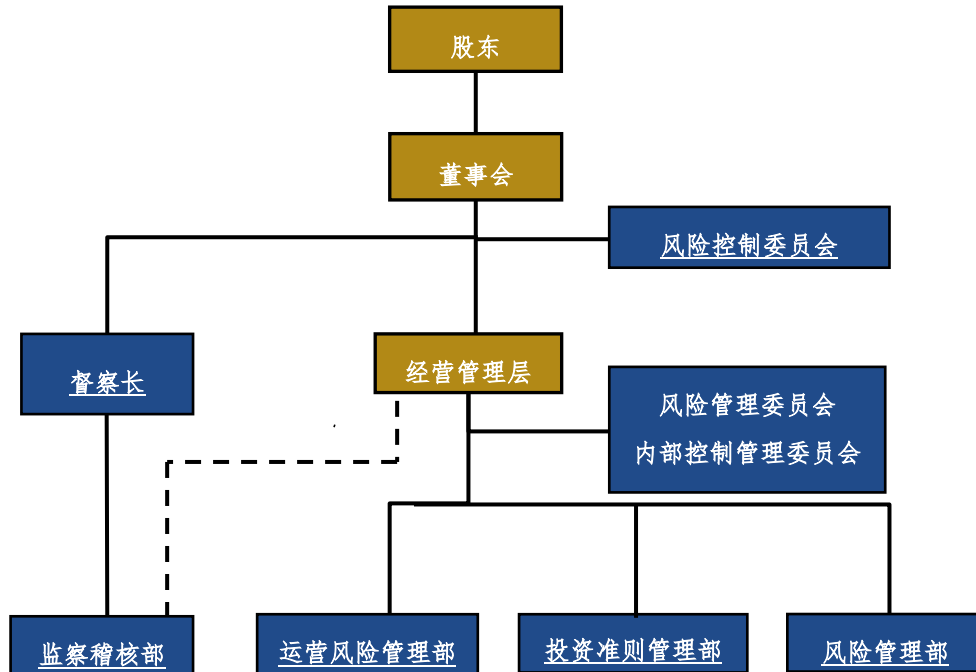 股东
董事会
风险控制委员会
督察长
经营管理层
风险管理委员会
内部控制管理委员会
监察稽核部
运营风险管理部
投资准则管理部
风险管理部